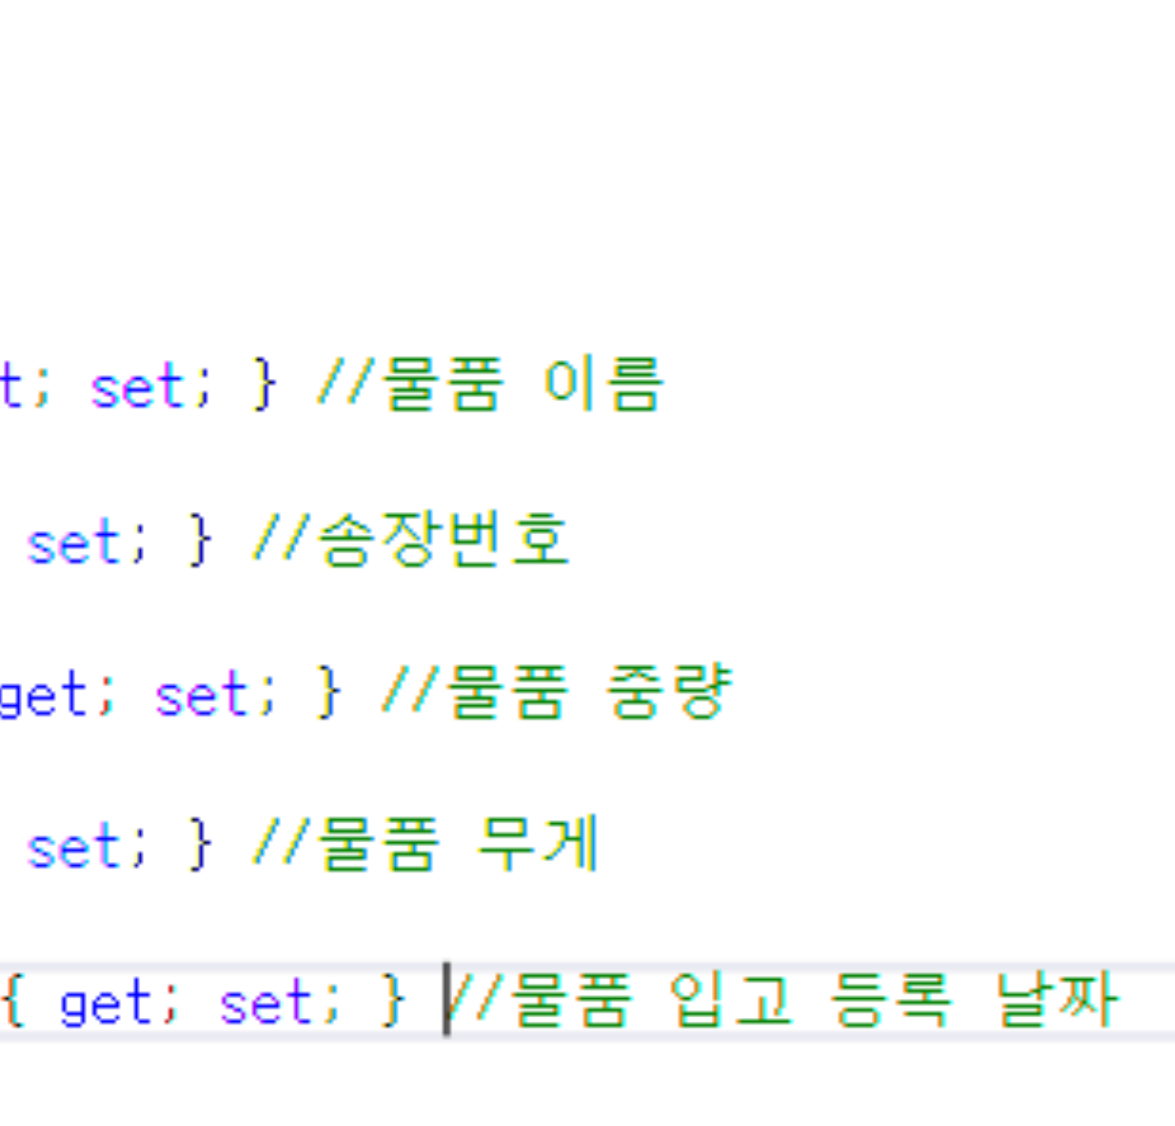 t; set; } //물품 이름
set; } //송장번호
get; set; } //물품 중량
set; } //물품 무게
{ get; set; } //물품 입고 등록 날짜